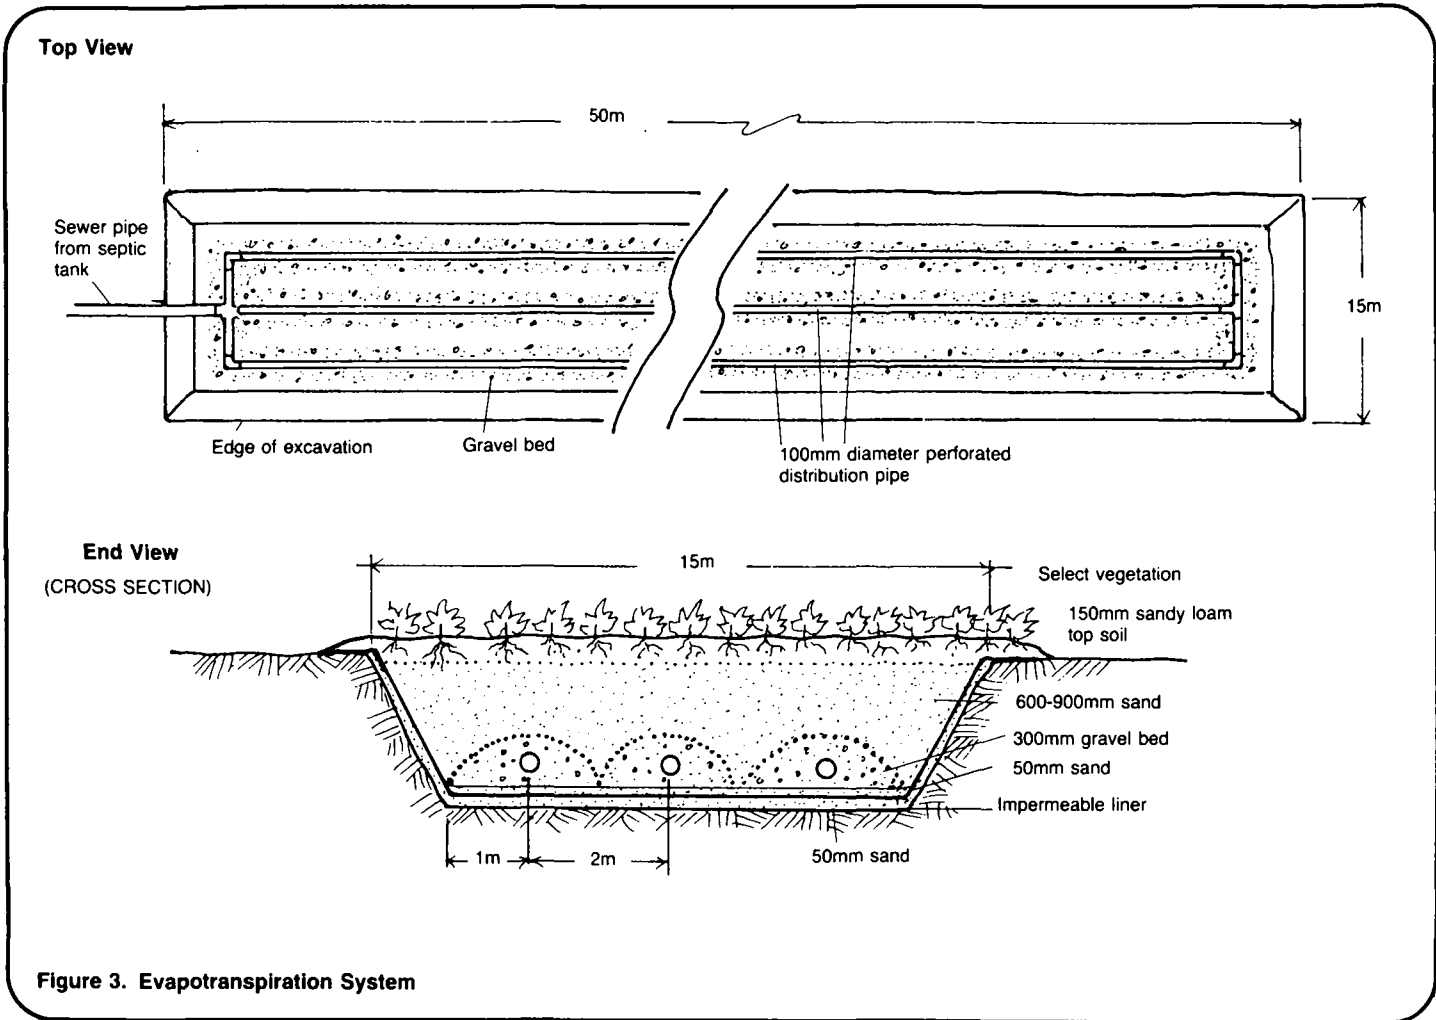 Top View
50m
Sewer pipe
from septic
tank
15m
Edge of excavation
Gravel bed
100mm diameter perforated
distribution pipe
End View
(CROSS SECTION)
15m
Select vegetation
150mm sandy loam
top soil
600-900mm sand
300mm gravel bed
50mm sand
Impermeable liner
1m
2m
50mm sand
Figure 3. Evapotranspiration System